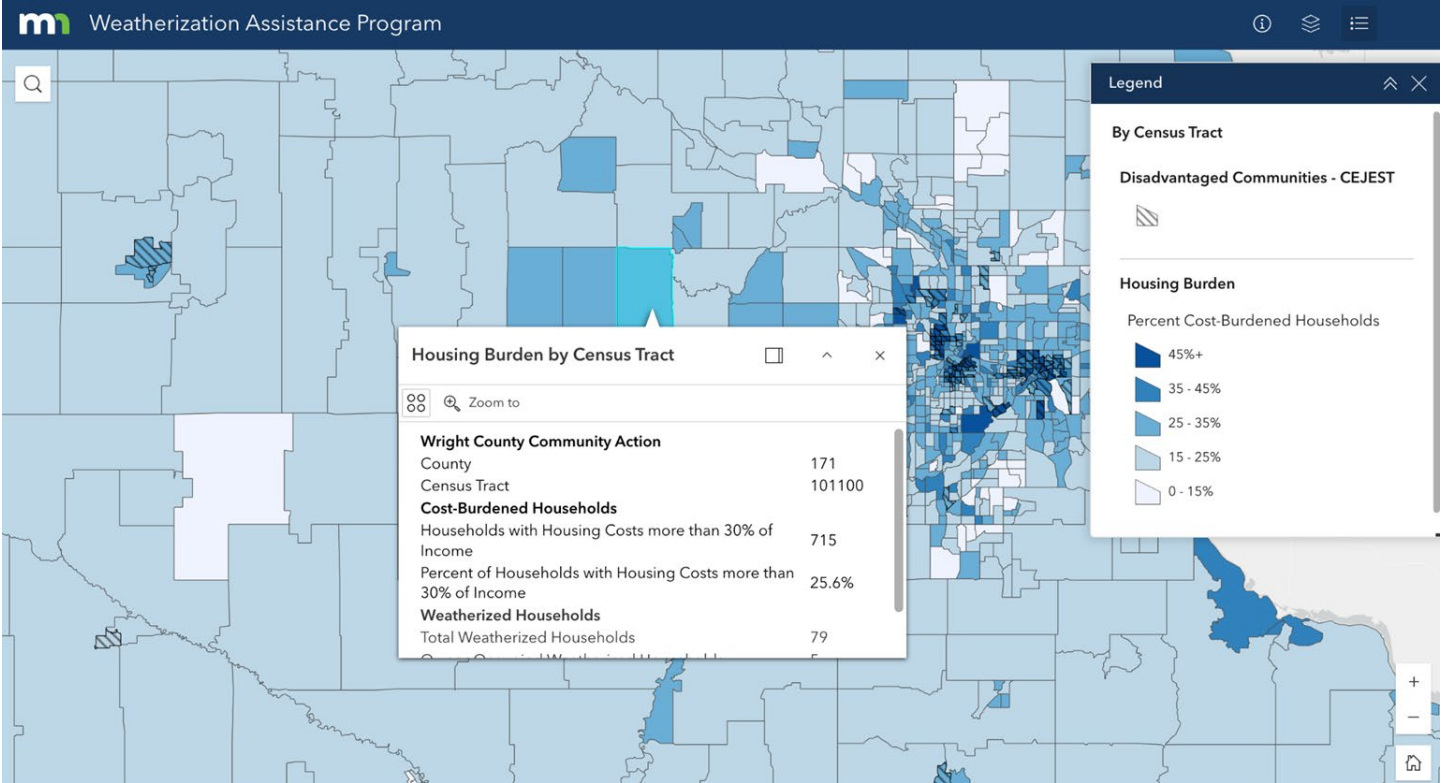 mn Weatherization Assistance Program
Legend
By Census Tract
Disadvantaged Communities - CEJEST
Housing Burden
Percent Cost-Burdened Households
45%+
35 - 45%
25 - 35%
15 - 25%
0 - 15%
Housing Burden by Census Tract
Zoom to
Wright County Community Action
County 171
Census Tract 101100
Cost-Burdened Households
Households with Housing Costs more than 30% of
Income 715
Percent of Households with Housing Costs more than
30% of Income 25.6%
Weatherized Households
Total Weatherized Households 79